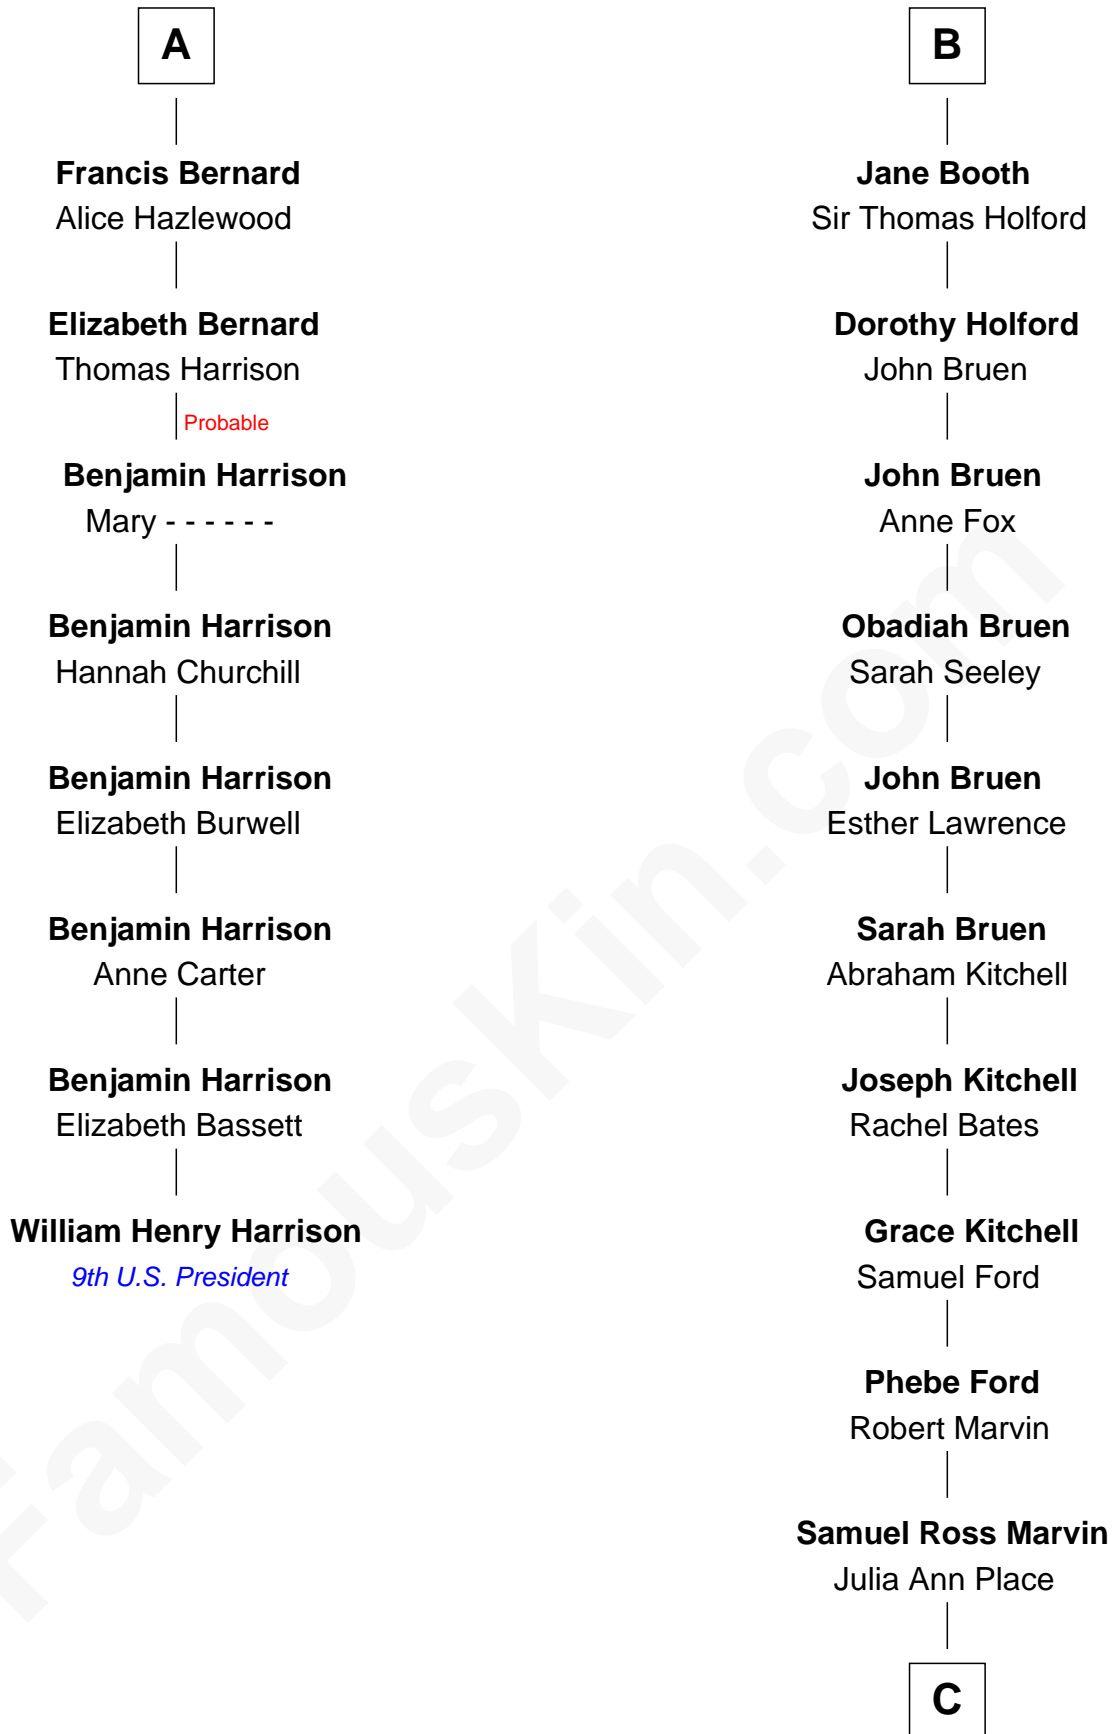 A
Francis Bernard
Alice Hazlewood
Elizabeth Bernard
Thomas Harrison
Probable
Benjamin Harrison
Mary - - - - - -
Benjamin Harrison
Hannah Churchill
Benjamin Harrison
Elizabeth Burwell
Benjamin Harrison
Anne Carter
Benjamin Harrison
Elizabeth Bassett
William Henry Harrison
9th U.S. President
B
Jane Booth
Sir Thomas Holford
Dorothy Holford
John Bruen
John Bruen
Anne Fox
Obadiah Bruen
Sarah Seeley
John Bruen
Esther Lawrence
Sarah Bruen
Abraham Kitchell
Joseph Kitchell
Rachel Bates
Grace Kitchell
Samuel Ford
Phebe Ford
Robert Marvin
Samuel Ross Marvin
Julia Ann Place
C
FamousKin.com